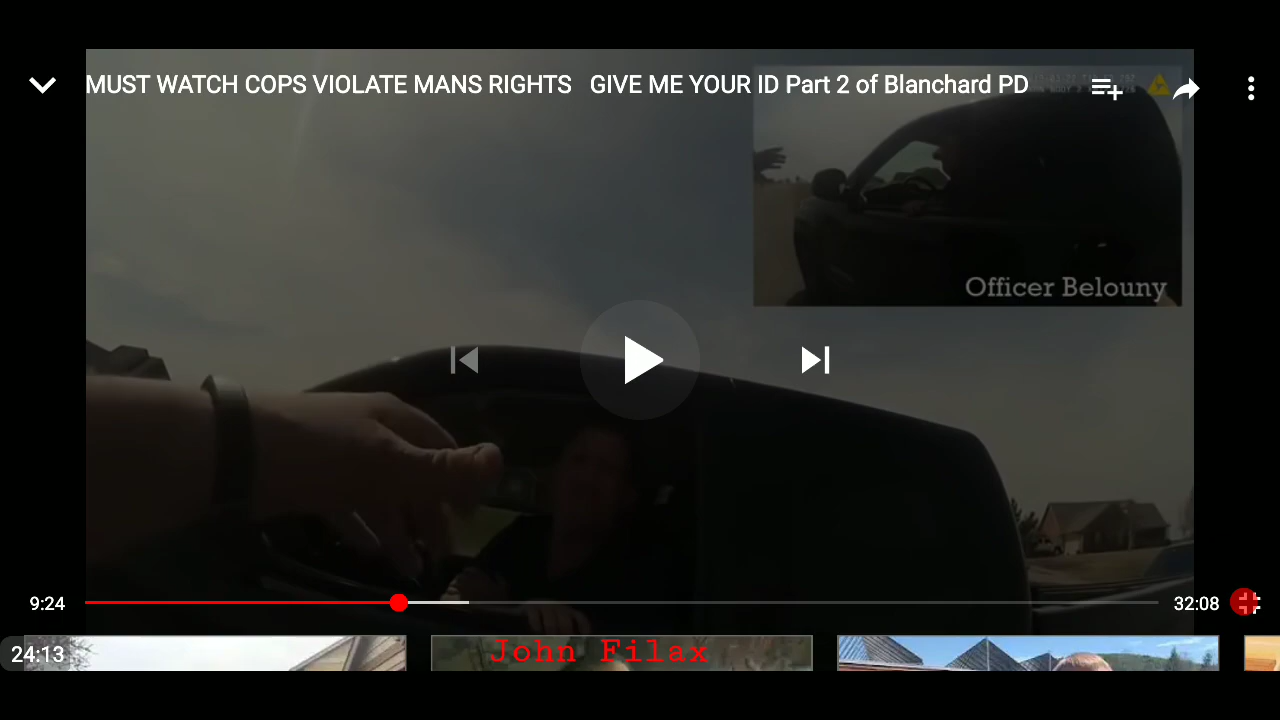 MUST WATCH COPS VIOLATE MANS RIGHTS GIVE ME YOUR ID Part 2 of Blanchard PD
Officer Belouny
9:24
32:08
24:13
John Filax